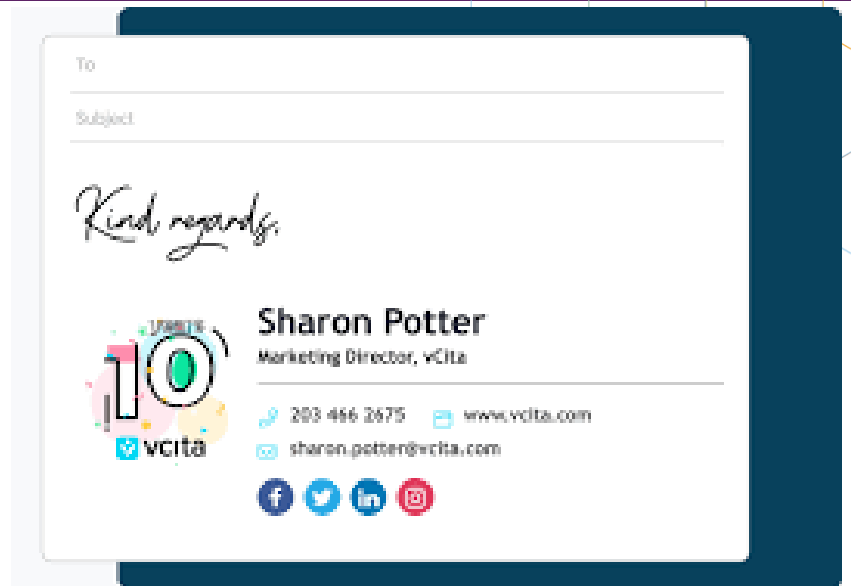 To
Subject
Kind regards,
10
vcita
Sharon Potter
Marketing Director, vCita
203 466 2675 www.vcita.com
sharon.potter@vcita.com